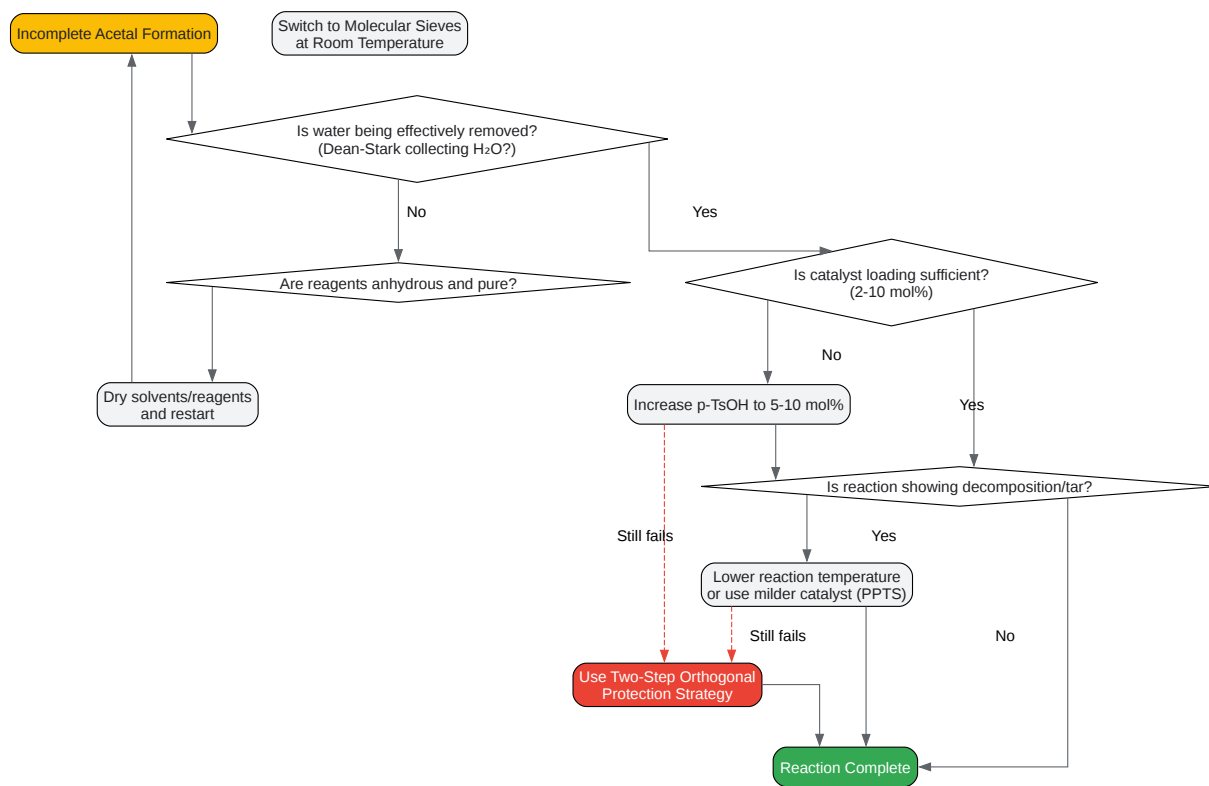 Incomplete Acetal Formation
Switch to Molecular Sieves
at Room Temperature
Is water being effectively removed?
(Dean-Stark collecting H₂O?)
No
Yes
Are reagents anhydrous and pure?
Is catalyst loading sufficient?
(2-10 mol%)
No
Dry solvents/reagents
and restart
Increase p-TsOH to 5-10 mol%
Yes
Is reaction showing decomposition/tar?
Still fails
Yes
Lower reaction temperature
or use milder catalyst (PPTS)
Still fails
No
Use Two-Step Orthogonal
Protection Strategy
Reaction Complete